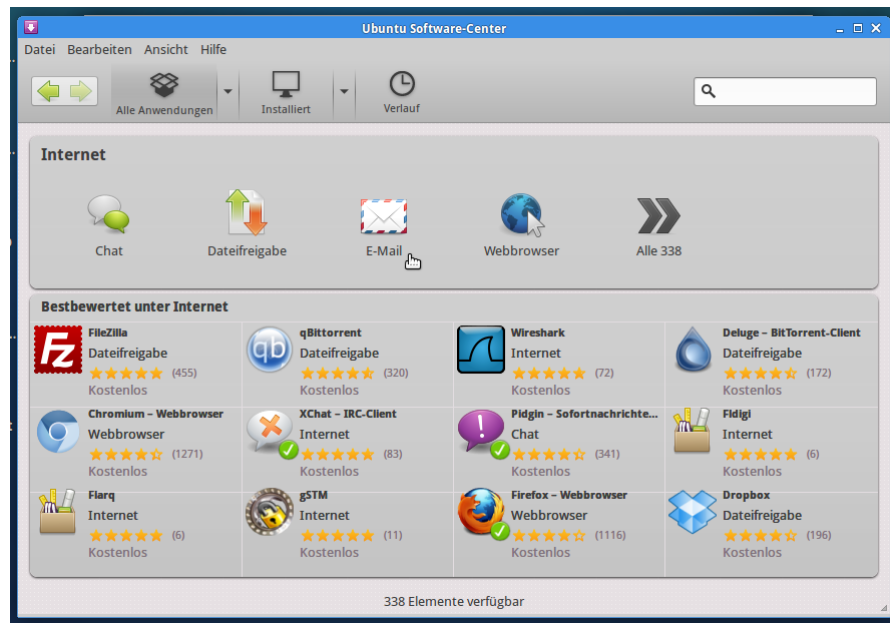 Ubuntu Software-Center
Datei Bearbeiten Ansicht Hilfe
Alle Anwendungen Installiert Verlauf
Internet
Chat Dateifreigabe E-Mail Webbrowser Alle 338
Bestbewertet unter Internet
FileZilla
Dateifreigabe
(455)
Kostenlos
qBittorrent
Dateifreigabe
(320)
Kostenlos
Wireshark
Internet
(72)
Kostenlos
Deluge – BitTorrent-Client
Dateifreigabe
(172)
Kostenlos
Chromium – Webbrowser
Webbrowser
(1271)
Kostenlos
XChat – IRC-Client
Internet
(83)
Kostenlos
Pidgin – Sofortnachrichte...
Chat
(341)
Kostenlos
Fldigi
Internet
(6)
Kostenlos
Flarq
Internet
(6)
Kostenlos
gSTM
Internet
(11)
Kostenlos
Firefox – Webbrowser
Webbrowser
(1116)
Kostenlos
Dropbox
Dateifreigabe
(196)
Kostenlos
338 Elemente verfügbar